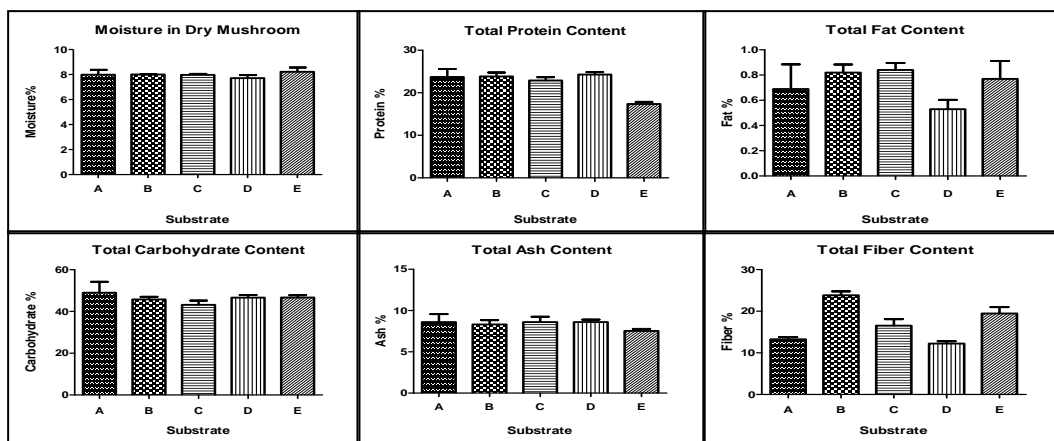 Moisture in Dry Mushroom
10
8
6
4
2
0
Moisture%
A B C D E
Substrate
Total Protein Content
30
20
10
0
Protein %
A B C D E
Substrate
Total Fat Content
1.0
0.8
0.6
0.4
0.2
0.0
Fat %
A B C D E
Substrate
Total Carbohydrate Content
60
40
20
0
Carbohydrate %
A B C D E
Substrate
Total Ash Content
15
10
5
0
Ash %
A B C D E
Substrate
Total Fiber Content
30
20
10
0
Fiber %
A B C D E
Substrate